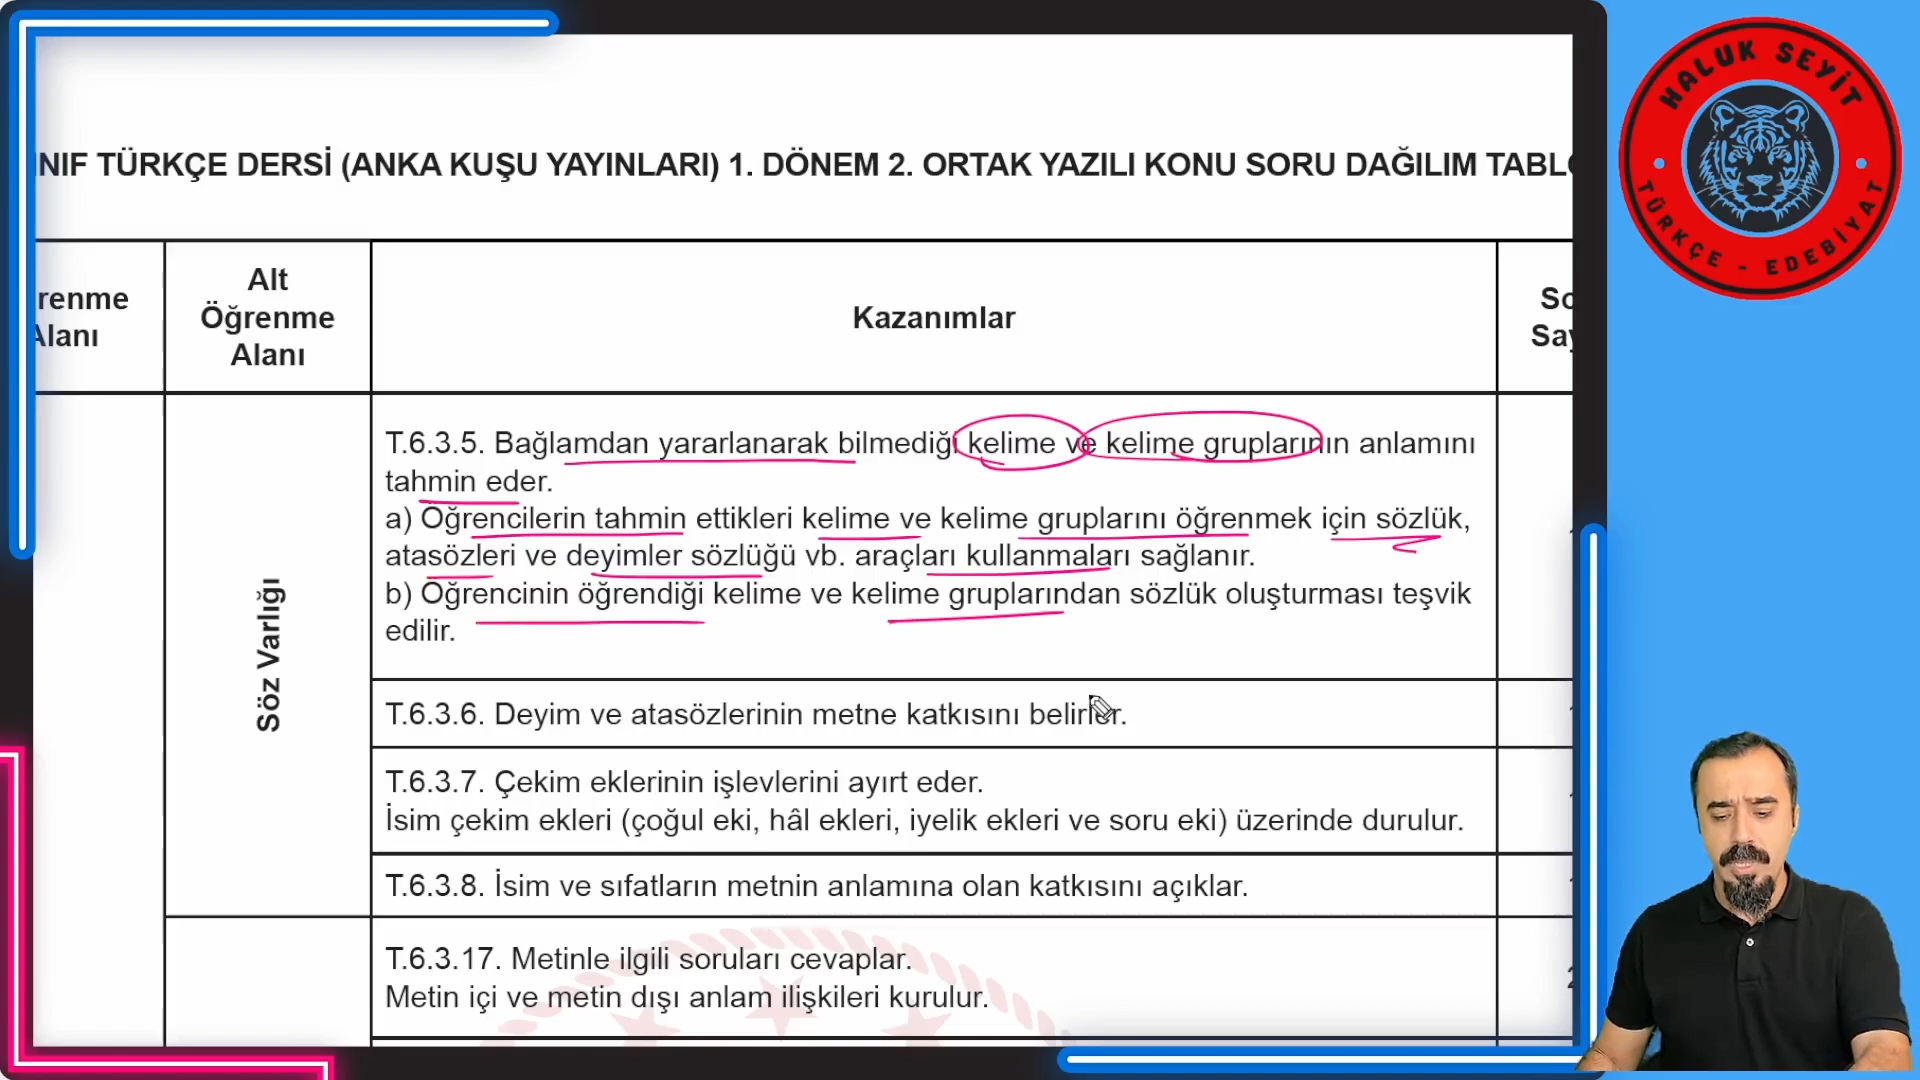 HALUK SEYİT
TÜRKÇE - EDEBİYAT
NIF TÜRKÇE DERSİ (ANKA KUŞU YAYINLARI) 1. DÖNEM 2. ORTAK YAZILI KONU SORU DAĞILIM TABLO
renme
Alanı
Alt
Öğrenme
Alanı
Kazanımlar
So
Say
Söz Varlığı
T.6.3.5. Bağlamdan yararlanarak bilmediği kelime ve kelime gruplarının anlamını
tahmin eder.
a) Öğrencilerin tahmin ettikleri kelime ve kelime gruplarını öğrenmek için sözlük,
atasözleri ve deyimler sözlüğü vb. araçları kullanmaları sağlanır.
b) Öğrencinin öğrendiği kelime ve kelime gruplarından sözlük oluşturması teşvik
edilir.
T.6.3.6. Deyim ve atasözlerinin metne katkısını belirler.
T.6.3.7. Çekim eklerinin işlevlerini ayırt eder.
İsim çekim ekleri (çoğul eki, hâl ekleri, iyelik ekleri ve soru eki) üzerinde durulur.
T.6.3.8. İsim ve sıfatların metnin anlamına olan katkısını açıklar.
T.6.3.17. Metinle ilgili soruları cevaplar.
Metin içi ve metin dışı anlam ilişkileri kurulur.